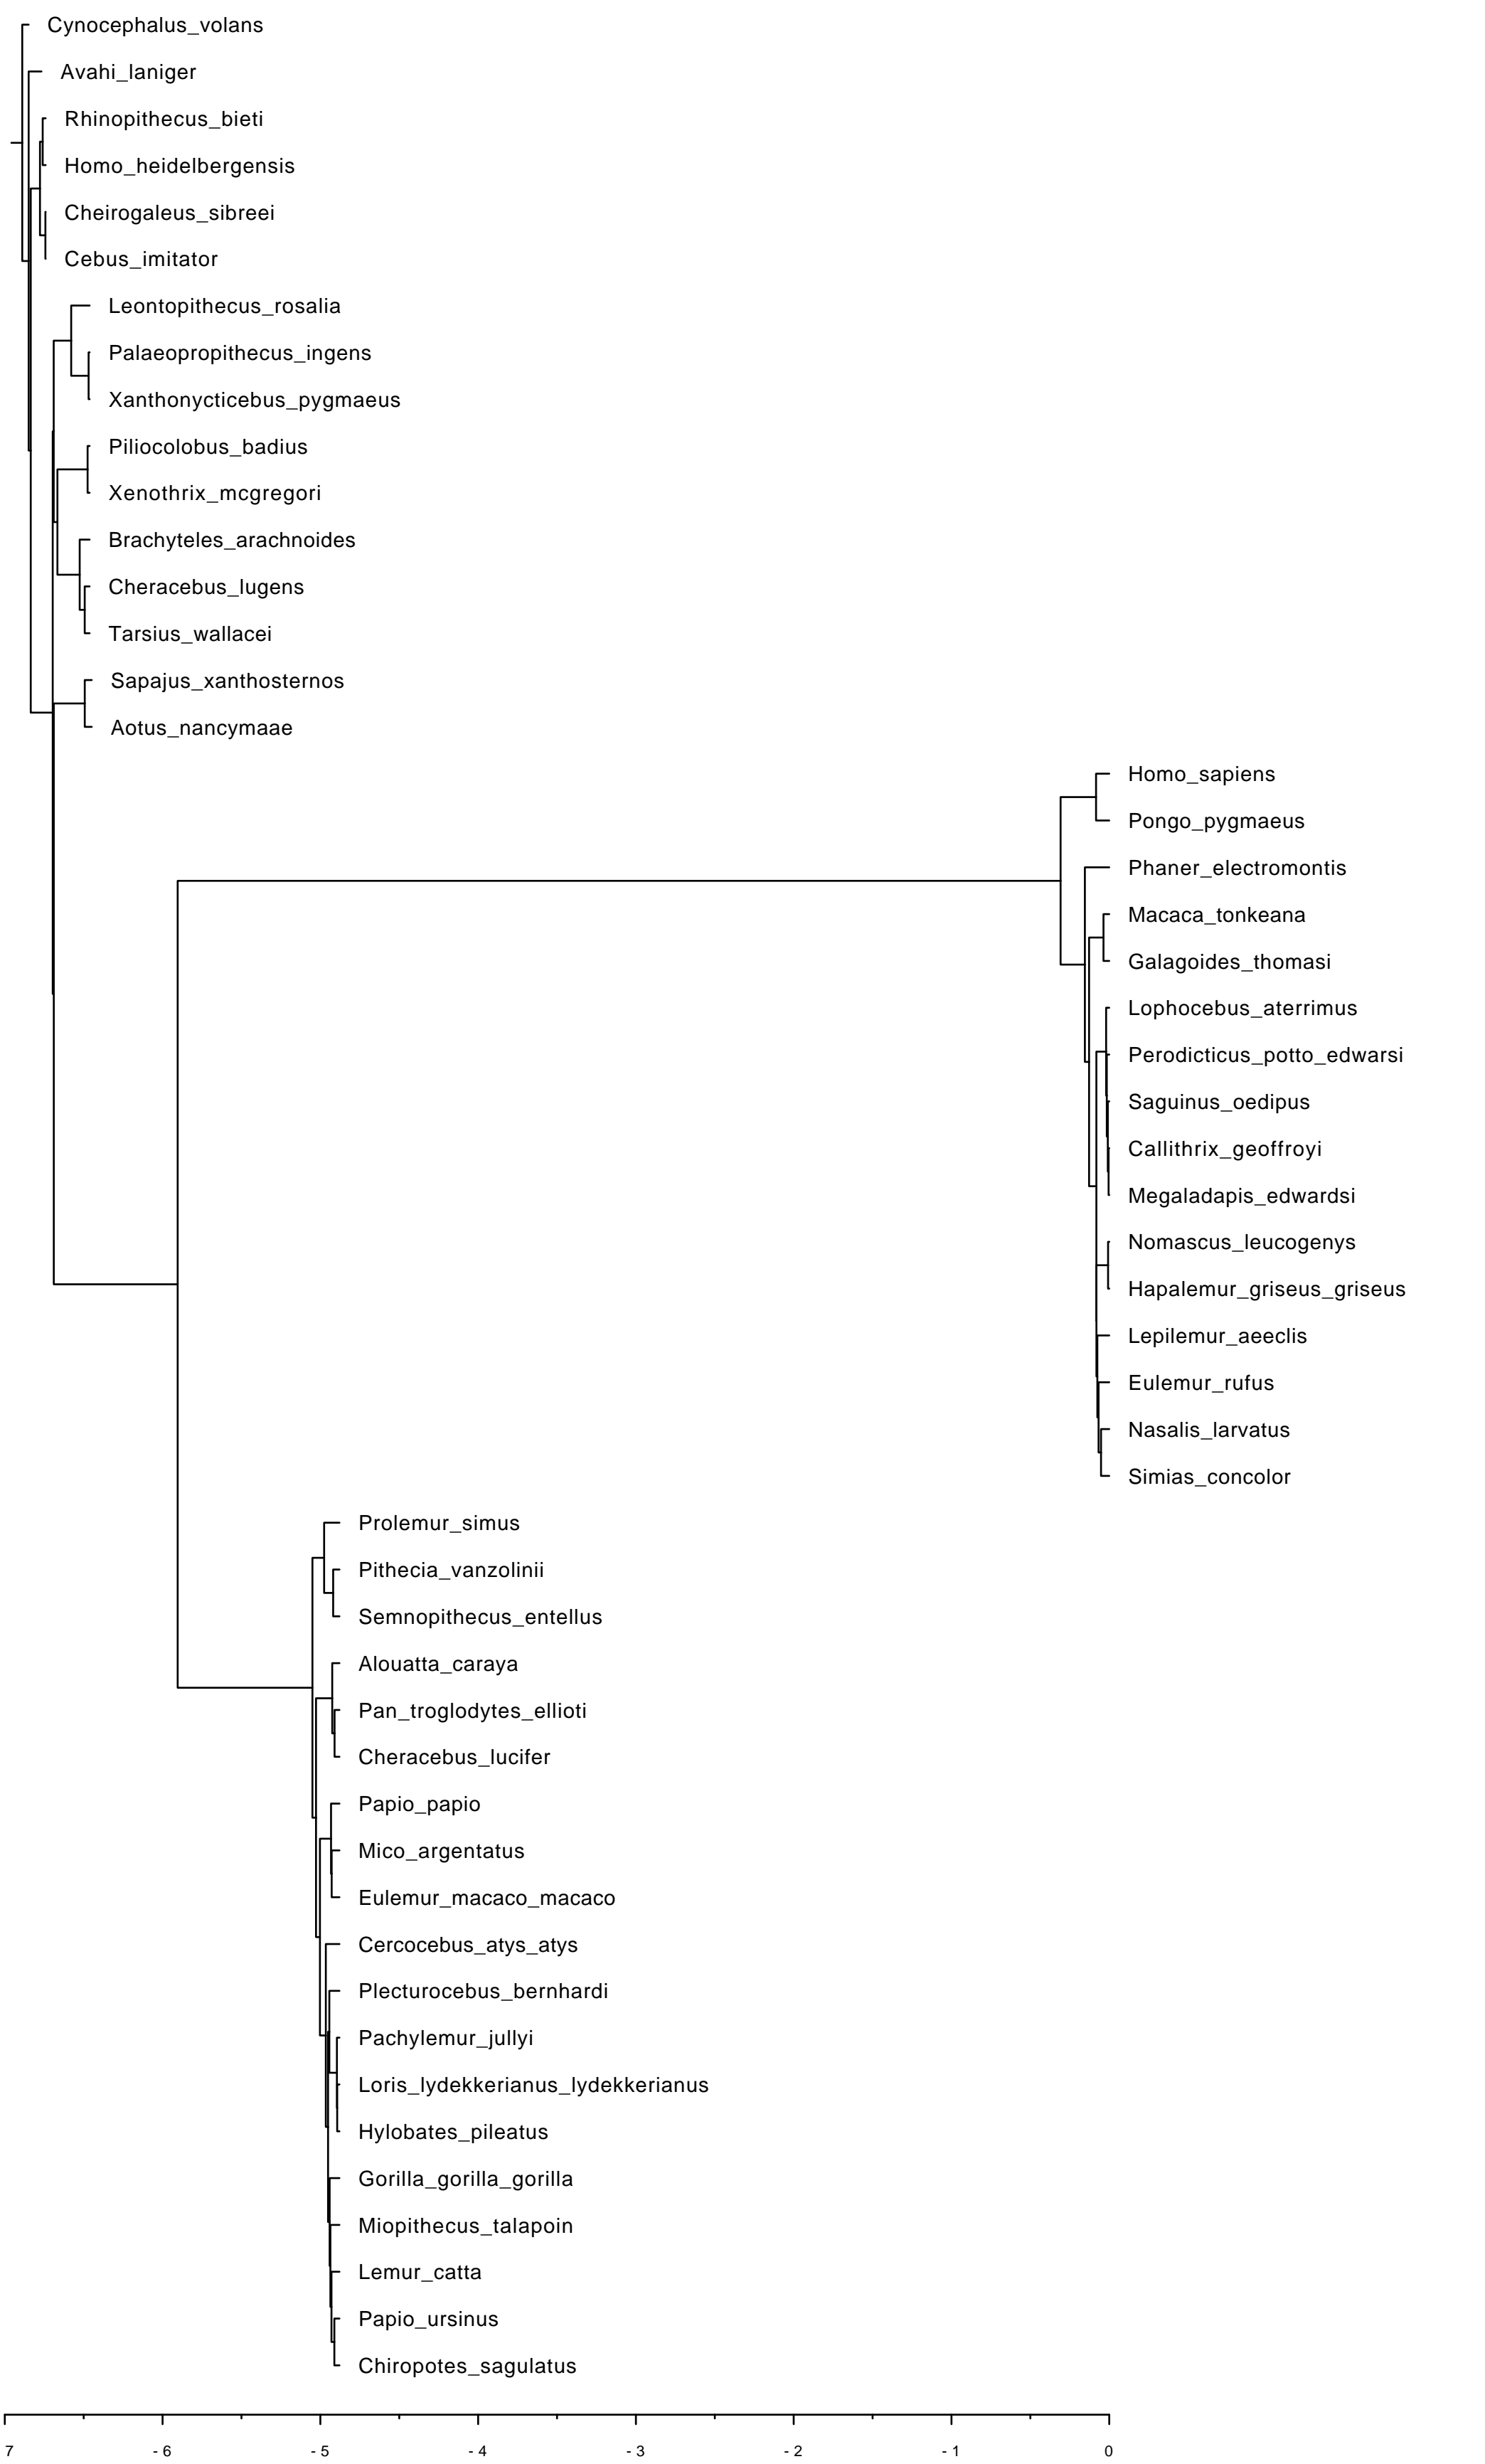 Cynocephalus_volans
Avahi_laniger
Rhinopithecus_bieti
Homo_heidelbergensis
Cheirogaleus_sibreei
Cebus_imitator
Leontopithecus_rosalia
Palaeopropithecus_ingens
Xanthonycticebus_pygmaeus
Piliocolobus_badius
Xenothrix_mcgregori
Brachyteles_arachnoides
Cheracebus_lugens
Tarsius_wallacei
Sapajus_xanthosternos
Aotus_nancymaae
Homo_sapiens
Pongo_pygmaeus
Phaner_electromontis
Macaca_tonkeana
Galagoides_thomasi
Lophocebus_aterrimus
Perodicticus_potto_edwarsi
Saguinus_oedipus
Callithrix_geoffroyi
Megaladapis_edwardsi
Nomascus_leucogenys
Hapalemur_griseus_griseus
Lepilemur_aeeclis
Eulemur_rufus
Nasalis_larvatus
Simias_concolor
Prolemur_simus
Pithecia_vanzolinii
Semnopithecus_entellus
Alouatta_caraya
Pan_troglodytes_ellioti
Cheracebus_lucifer
Papio_papio
Mico_argentatus
Eulemur_macaco_macaco
Cercocebus_atys_atys
Plecturocebus_bernhardi
Pachylemur_jullyi
Loris_lydekkerianus_lydekkerianus
Hylobates_pileatus
Gorilla_gorilla_gorilla
Miopithecus_talapoin
Lemur_catta
Papio_ursinus
Chiropotes_sagulatus
7 -6 -5 -4 -3 -2 -1 0